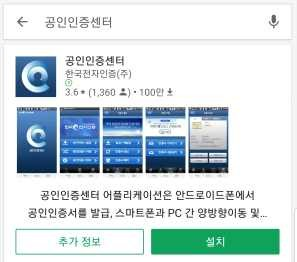 공인인증센터
공인인증센터
한국전자인증(주)
3.6 ★ (1,360 ) • 100만
공인인증센터 어플리케이션은 안드로이드폰에서
공인인증서를 발급, 스마트폰과 PC 간 양방향이동 및...
추가 정보
설치